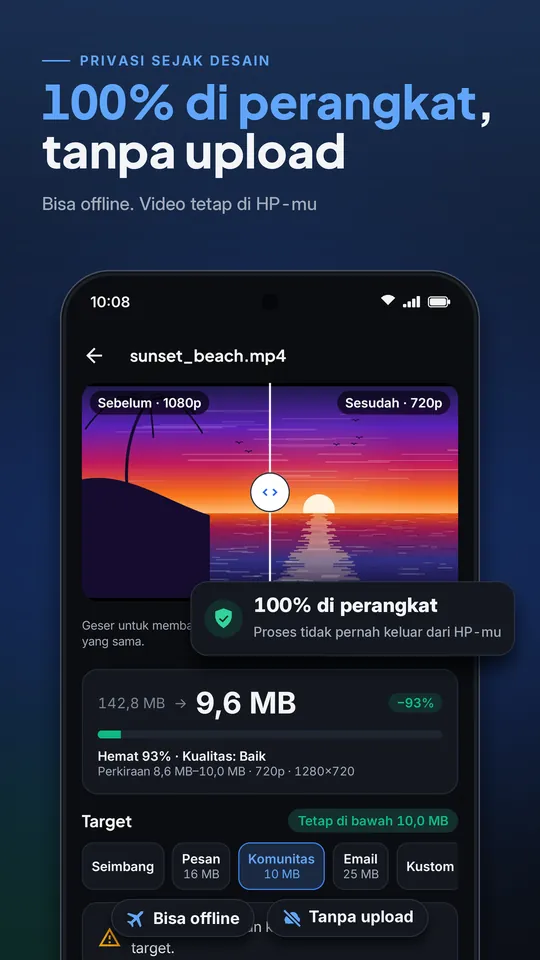 PRIVASI SEJAK DESAIN
100% di perangkat,
tanpa upload
Bisa offline. Video tetap di HP-mu
10:08
sunset_beach.mp4
Sebelum · 1080p
Sesudah · 720p
100% di perangkat
Proses tidak pernah keluar dari HP-mu
Geser untuk
yang sama.
142,8 MB → 9,6 MB
−93%
Hemat 93% · Kualitas: Baik
Perkiraan 8,6 MB–10,0 MB · 720p · 1280×720
Target
Tetap di bawah 10,0 MB
Seimbang
Pesan
16 MB
Komunitas
10 MB
Email
25 MB
Kustom
Bisa offline
Tanpa upload
target.